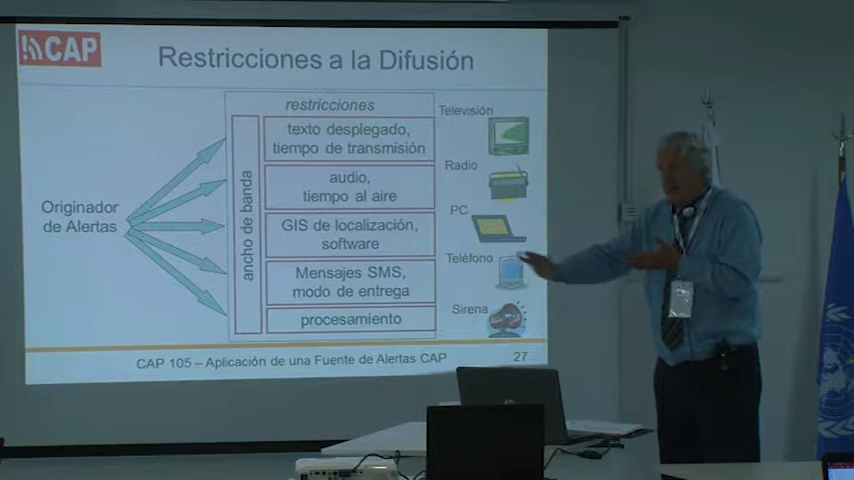 CAP
Restricciones a la Difusión
restricciones
Originador
de Alertas
ancho de banda
texto desplegado,
tiempo de transmisión
audio,
tiempo al aire
GIS de localización,
software
Mensajes SMS,
modo de entrega
procesamiento
Televisión
Radio
PC
Teléfono
Sirena
CAP 105 – Aplicación de una Fuente de Alertas CAP
27